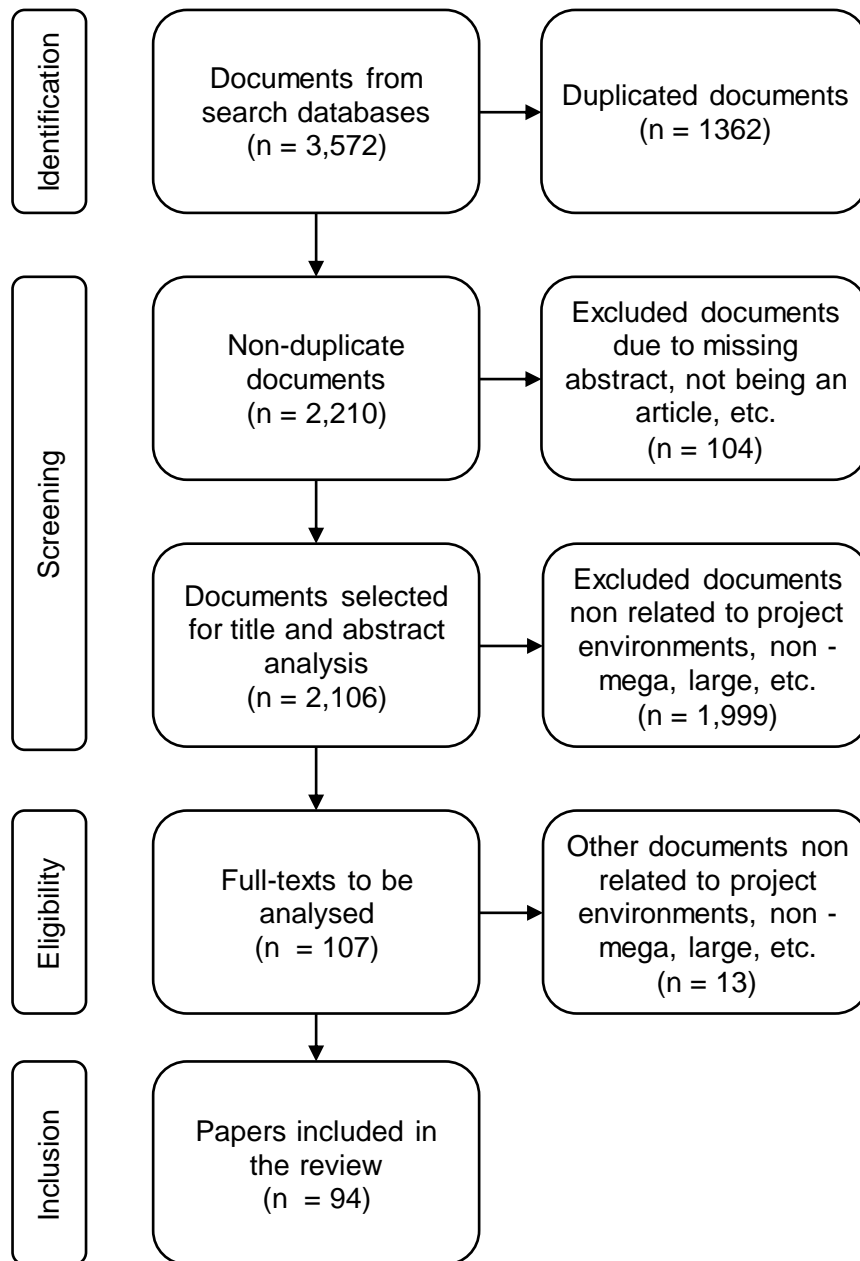 Identification
Documents from
search databases
(n = 3,572)
Duplicated documents
(n = 1362)
Screening
Non-duplicate
documents
(n = 2,210)
Excluded documents
due to missing
abstract, not being an
article, etc.
(n = 104)
Documents selected
for title and abstract
analysis
(n = 2,106)
Excluded documents
non related to project
environments, non -
mega, large, etc.
(n = 1,999)
Eligibility
Full-texts to be
analysed
(n = 107)
Other documents non
related to project
environments, non -
mega, large, etc.
(n = 13)
Inclusion
Papers included in
the review
(n = 94)